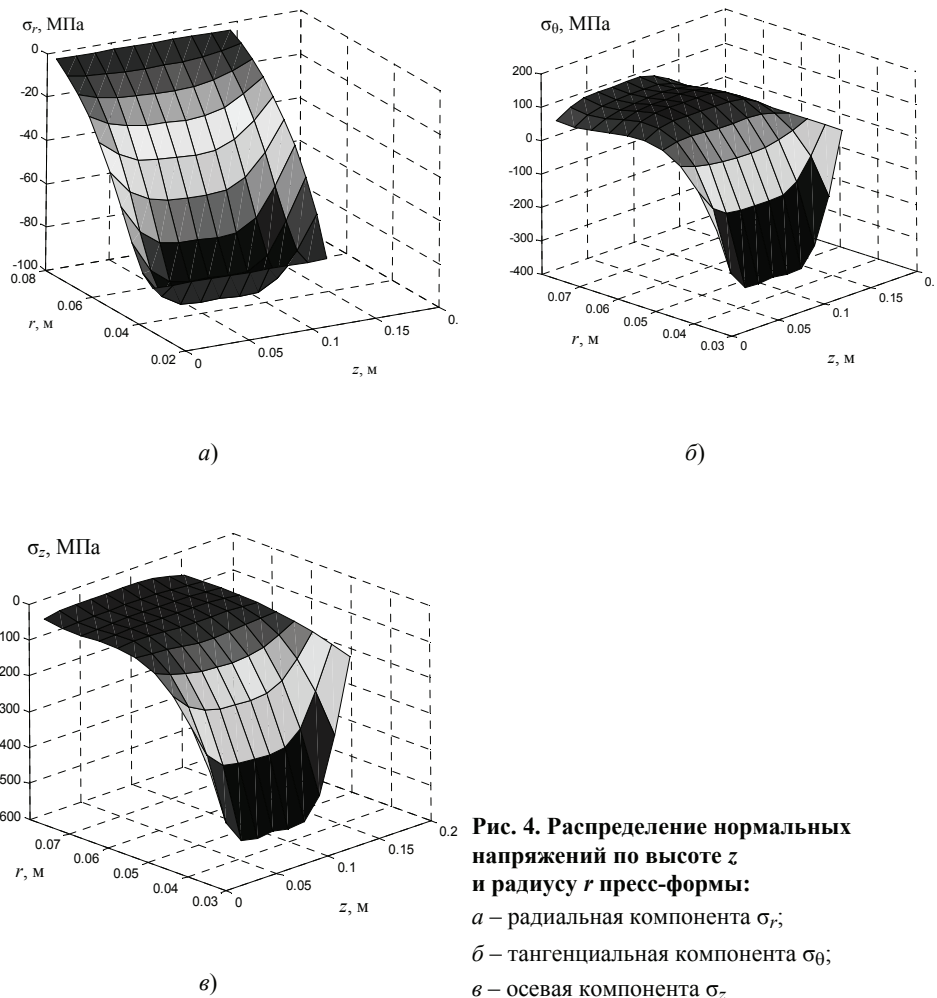 σr, МПа
0
-20
-40
-60
-80
-100
0.08
0.06
0.04
0.02
r, м
0
0.05
0.1
0.15
0.
z, м
а)
σθ, МПа
200
100
0
-100
-200
-300
-400
0.07
0.06
0.05
0.04
0.03
r, м
0
0.05
0.1
0.15
0.
z, м
б)
σz, МПа
0
100
200
300
400
500
600
0.07
0.06
0.05
0.04
0.03
r, м
0
0.05
0.1
0.15
0.2
z, м
в)
Рис. 4. Распределение нормальных
напряжений по высоте z
и радиусу r пресс-формы:
а – радиальная компонента σr;
б – тангенциальная компонента σθ;
в – осевая компонента σz